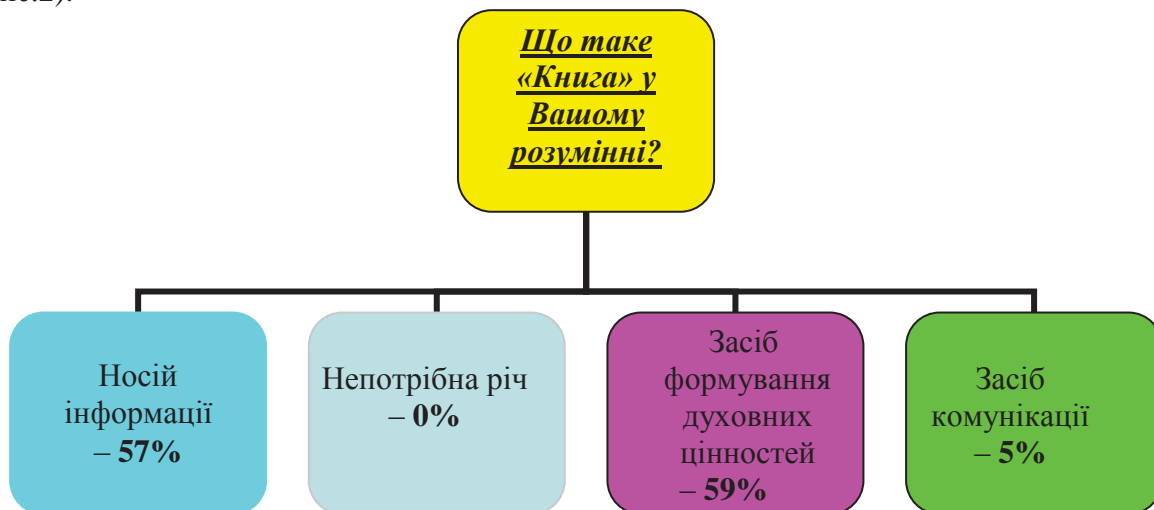 Що таке
«Книга» у
Вашому
розумінні?
Носій
інформації
– 57%
Непотрібна річ
– 0%
Засіб
формування
духовних
цінностей
– 59%
Засіб
комунікації
– 5%